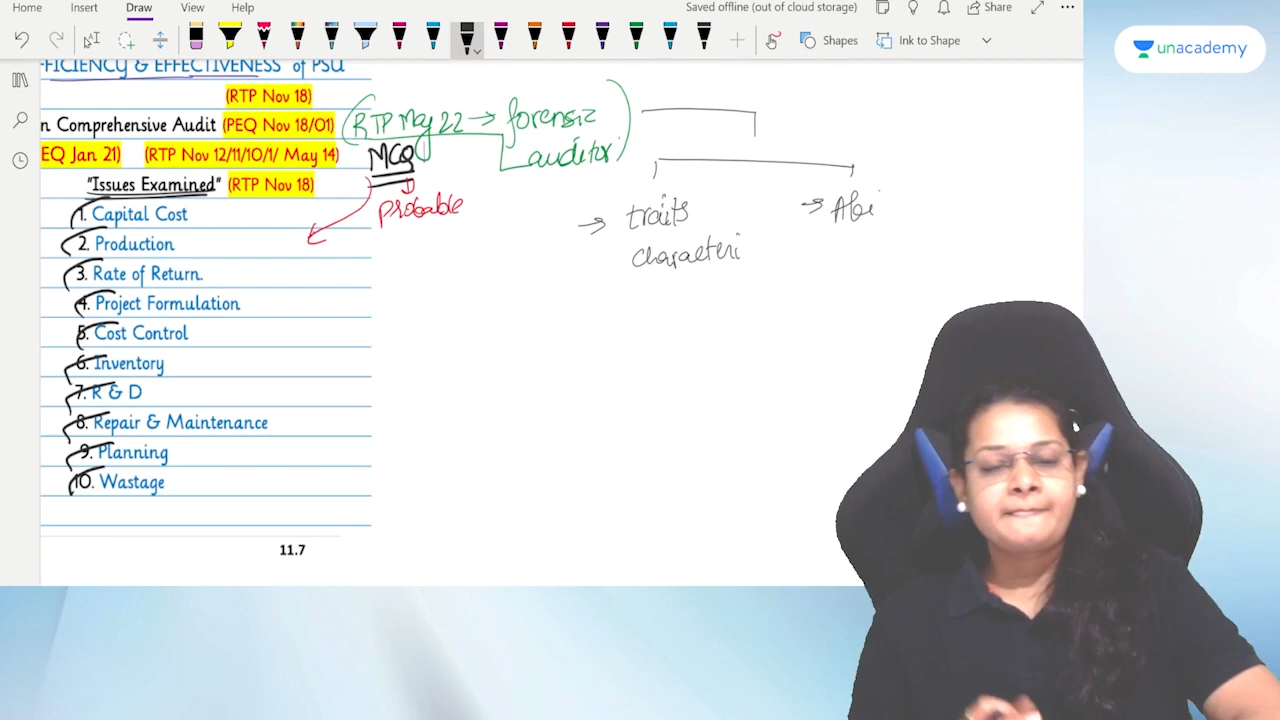 Home Insert Draw View Help
Saved offline (out of cloud storage)
Share
Shapes
Ink to Shape
unacademy
FICIENCY & EFFECTIVENESS of PSU
(RTP Nov 18)
n Comprehensive Audit (PEQ Nov 18/01)
EQ Jan 21) (RTP Nov 12/11/10/1/ May 14)
"Issues Examined" (RTP Nov 18)
1. Capital Cost
2. Production
3. Rate of Return.
4. Project Formulation
5. Cost Control
6. Inventory
7. R & D
8. Repair & Maintenance
9. Planning
10. Wastage
11.7
(RTP May 22 → forensic
auditor)
MCQ
Probable
→ traits
characteri
→ Abi